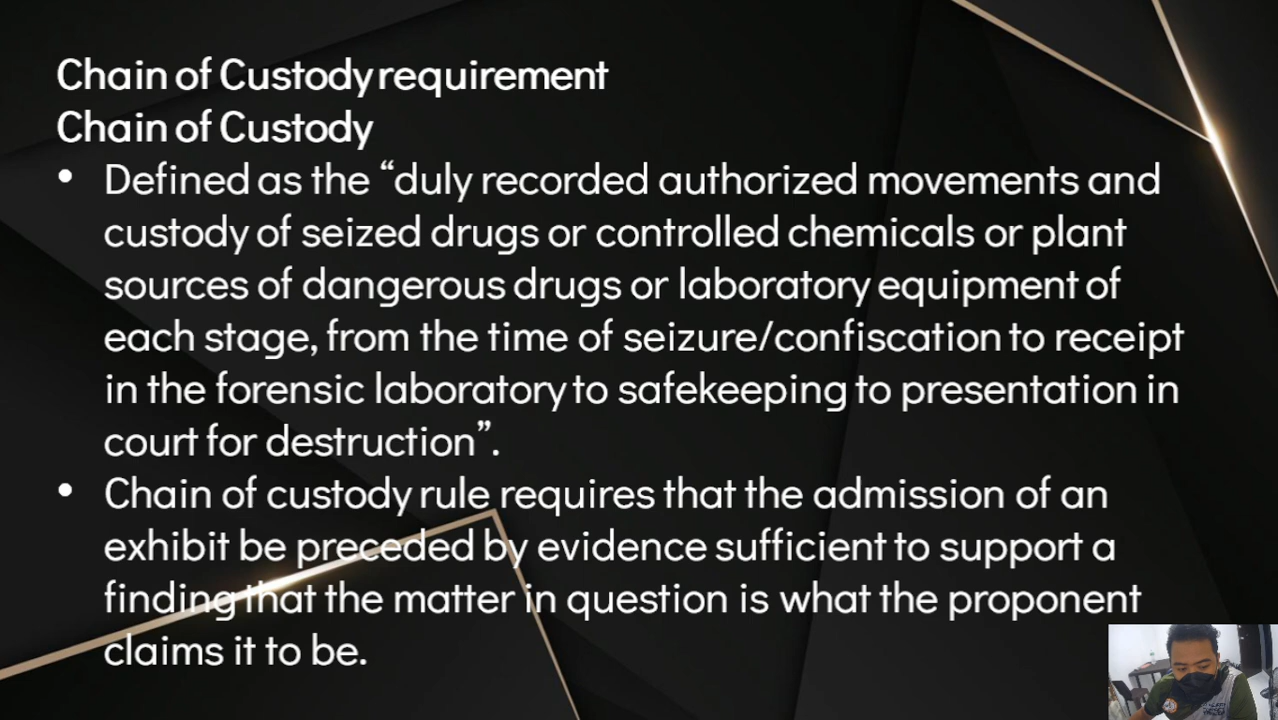 Chain of Custody requirement
Chain of Custody
• Defined as the “duly recorded authorized movements and
custody of seized drugs or controlled chemicals or plant
sources of dangerous drugs or laboratory equipment of
each stage, from the time of seizure/confiscation to receipt
in the forensic laboratory to safekeeping to presentation in
court for destruction”.
• Chain of custody rule requires that the admission of an
exhibit be preceded by evidence sufficient to support a
finding that the matter in question is what the proponent
claims it to be.